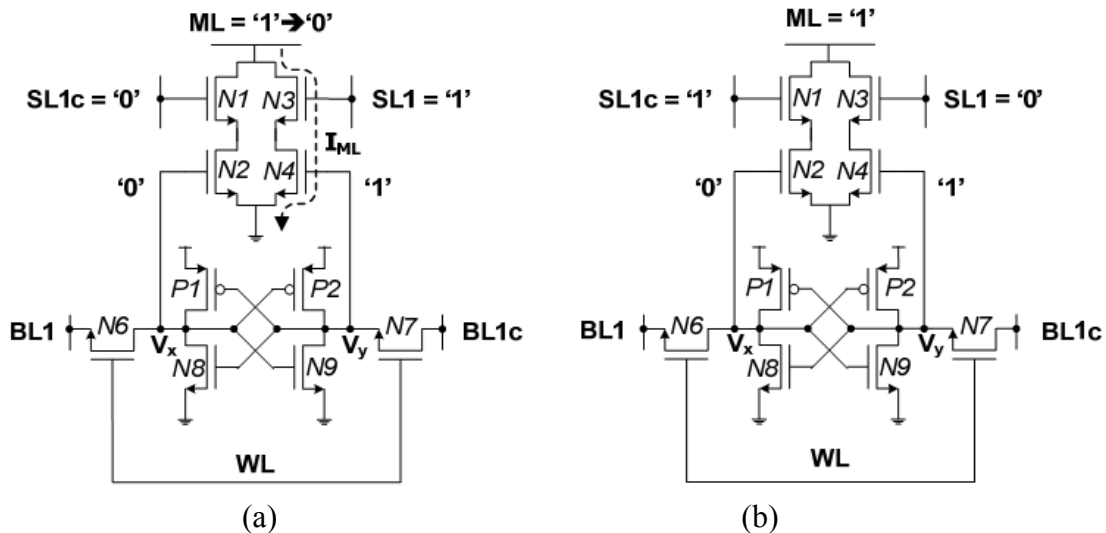 ML = ‘1’➔‘0’
SL1c = ‘0’
N1
N3
SL1 = ‘1’
I_ML
‘0’
N2
N4
‘1’
P1
P2
BL1
N6
V_x
N8
N9
V_y
N7
BL1c
WL
(a)
ML = ‘1’
SL1c = ‘1’
N1
N3
SL1 = ‘0’
‘0’
N2
N4
‘1’
P1
P2
BL1
N6
V_x
N8
N9
V_y
N7
BL1c
WL
(b)